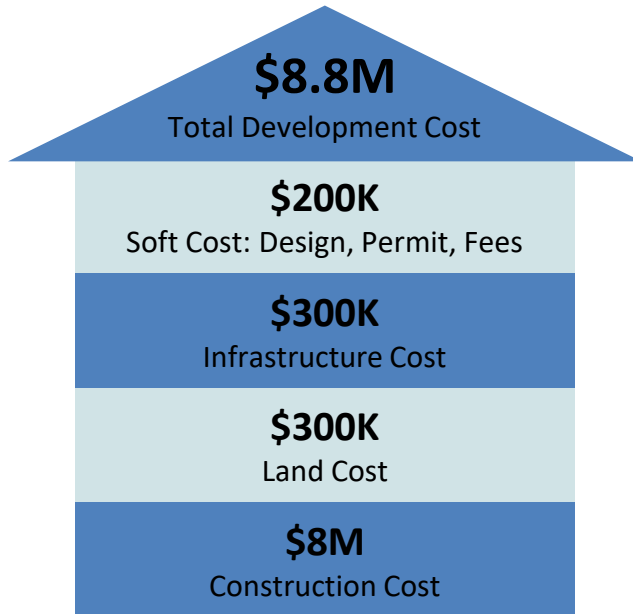 $8.8M
Total Development Cost
$200K
Soft Cost: Design, Permit, Fees
$300K
Infrastructure Cost
$300K
Land Cost
$8M
Construction Cost